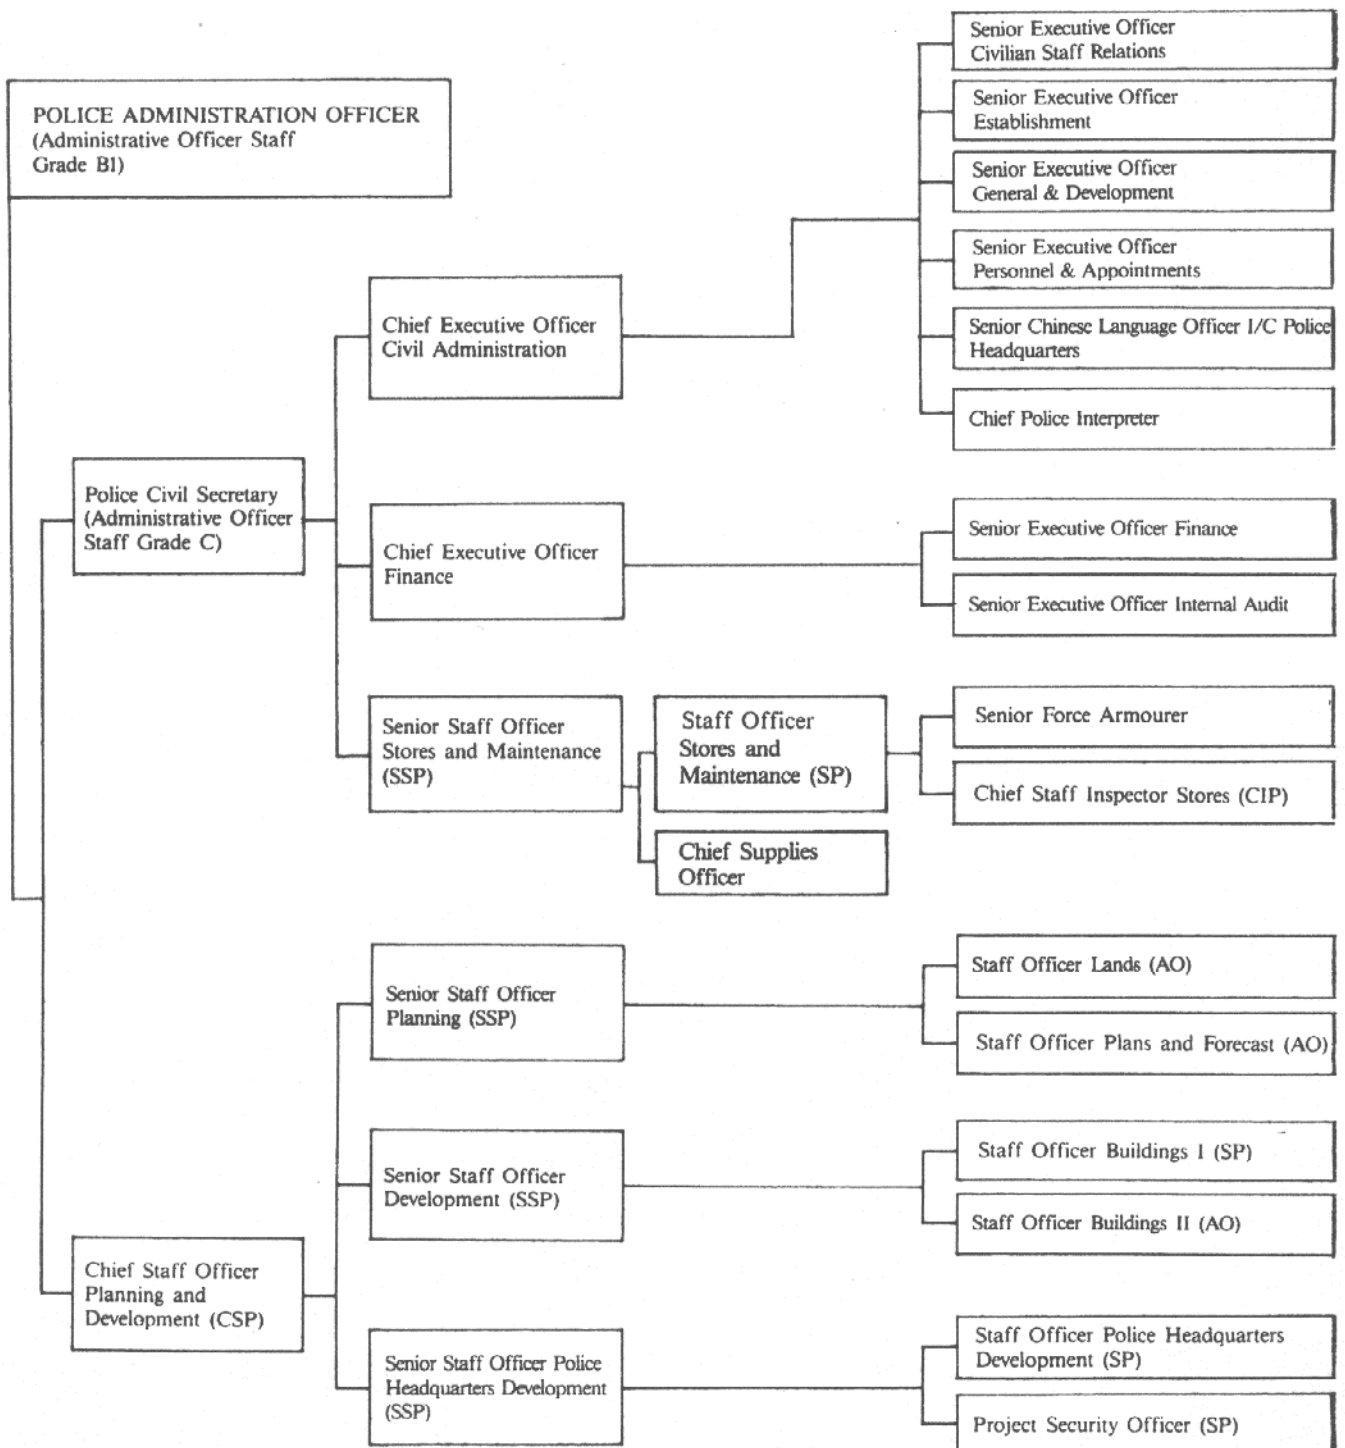 POLICE ADMINISTRATION OFFICER
(Administrative Officer Staff
Grade B1)
Police Civil Secretary
(Administrative Officer
Staff Grade C)
Chief Executive Officer
Civil Administration
Senior Executive Officer
Civilian Staff Relations
Senior Executive Officer
Establishment
Senior Executive Officer
General & Development
Senior Executive Officer
Personnel & Appointments
Senior Chinese Language Officer I/C Police
Headquarters
Chief Police Interpreter
Chief Executive Officer
Finance
Senior Executive Officer Finance
Senior Executive Officer Internal Audit
Senior Staff Officer
Stores and Maintenance
(SSP)
Staff Officer
Stores and
Maintenance (SP)
Senior Force Armourer
Chief Staff Inspector Stores (CIP)
Chief Supplies
Officer
Chief Staff Officer
Planning and
Development (CSP)
Senior Staff Officer
Planning (SSP)
Staff Officer Lands (AO)
Staff Officer Plans and Forecast (AO)
Senior Staff Officer
Development (SSP)
Staff Officer Buildings I (SP)
Staff Officer Buildings II (AO)
Senior Staff Officer Police
Headquarters Development
(SSP)
Staff Officer Police Headquarters
Development (SP)
Project Security Officer (SP)